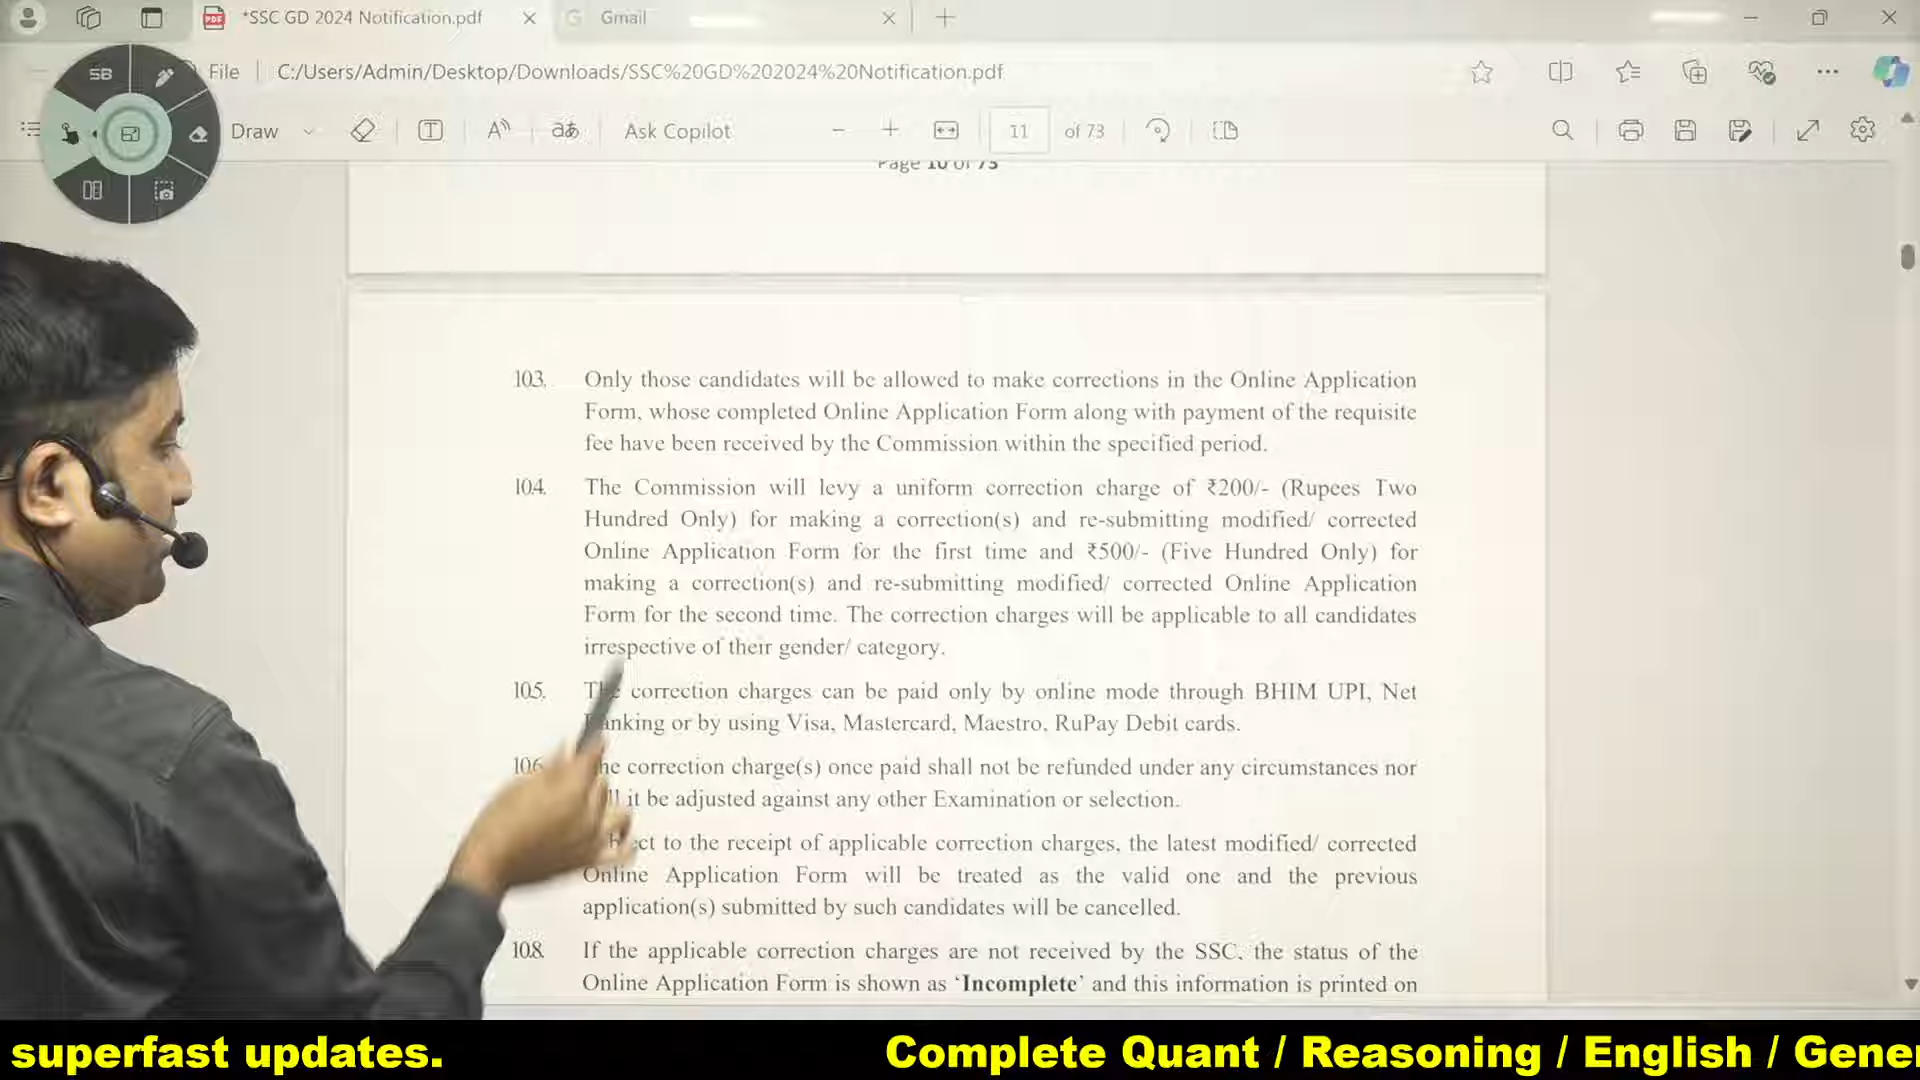 *SSC GD 2024 Notification.pdf
Gmail
SB
File
C:/Users/Admin/Desktop/Downloads/SSC%20GD%202024%20Notification.pdf
Draw
Ask Copilot
11
of 73
Page 10 of 73
10.3. Only those candidates will be allowed to make corrections in the Online Application
Form, whose completed Online Application Form along with payment of the requisite
fee have been received by the Commission within the specified period.
10.4. The Commission will levy a uniform correction charge of ₹200/- (Rupees Two
Hundred Only) for making a correction(s) and re-submitting modified/ corrected
Online Application Form for the first time and ₹500/- (Five Hundred Only) for
making a correction(s) and re-submitting modified/ corrected Online Application
Form for the second time. The correction charges will be applicable to all candidates
irrespective of their gender/ category.
10.5. The correction charges can be paid only by online mode through BHIM UPI, Net
Banking or by using Visa, Mastercard, Maestro, RuPay Debit cards.
10.6 The correction charge(s) once paid shall not be refunded under any circumstances nor
it be adjusted against any other Examination or selection.
to the receipt of applicable correction charges, the latest modified/ corrected
Online Application Form will be treated as the valid one and the previous
application(s) submitted by such candidates will be cancelled.
10.8. If the applicable correction charges are not received by the SSC, the status of the
Online Application Form is shown as ‘Incomplete’ and this information is printed on
superfast updates. Complete Quant / Reasoning / English / Gener